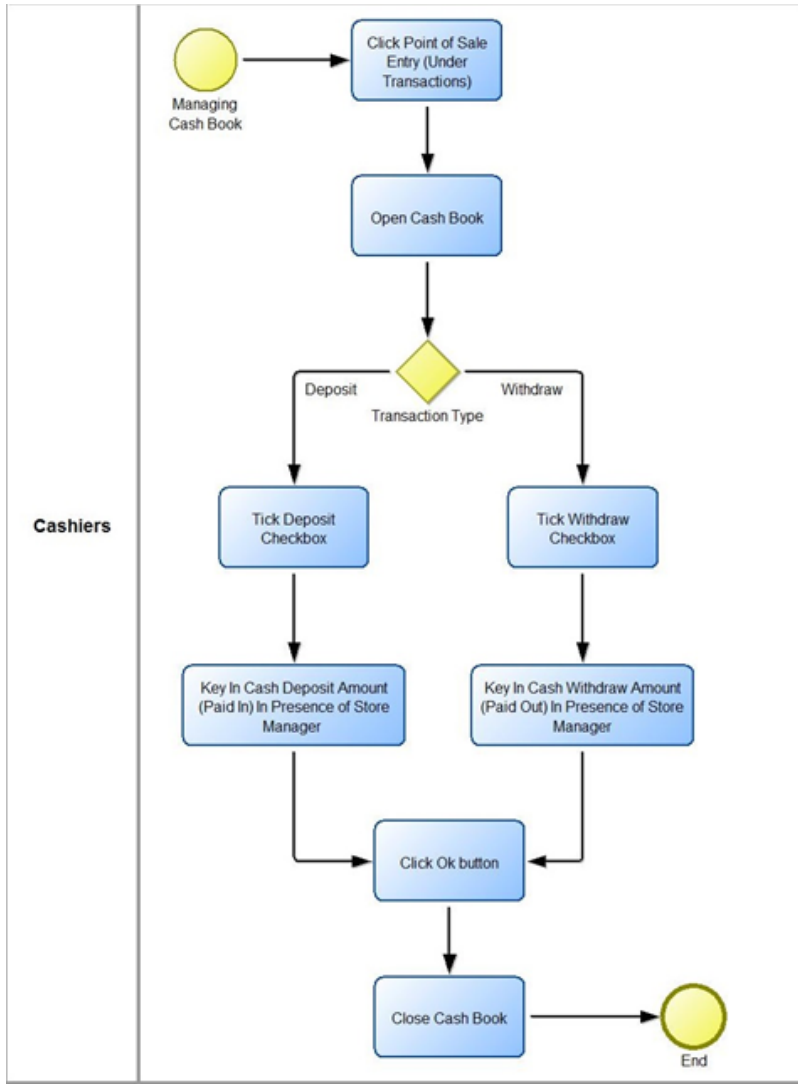 Click Point of Sale
Entry (Under
Transactions)
Managing
Cash Book
Open Cash Book
Deposit
Withdraw
Transaction Type
Cashiers
Tick Deposit
Checkbox
Tick Withdraw
Checkbox
Key In Cash Deposit Amount
(Paid In) In Presence of Store
Manager
Key In Cash Withdraw Amount
(Paid Out) In Presence of Store
Manager
Click Ok button
Close Cash Book
End